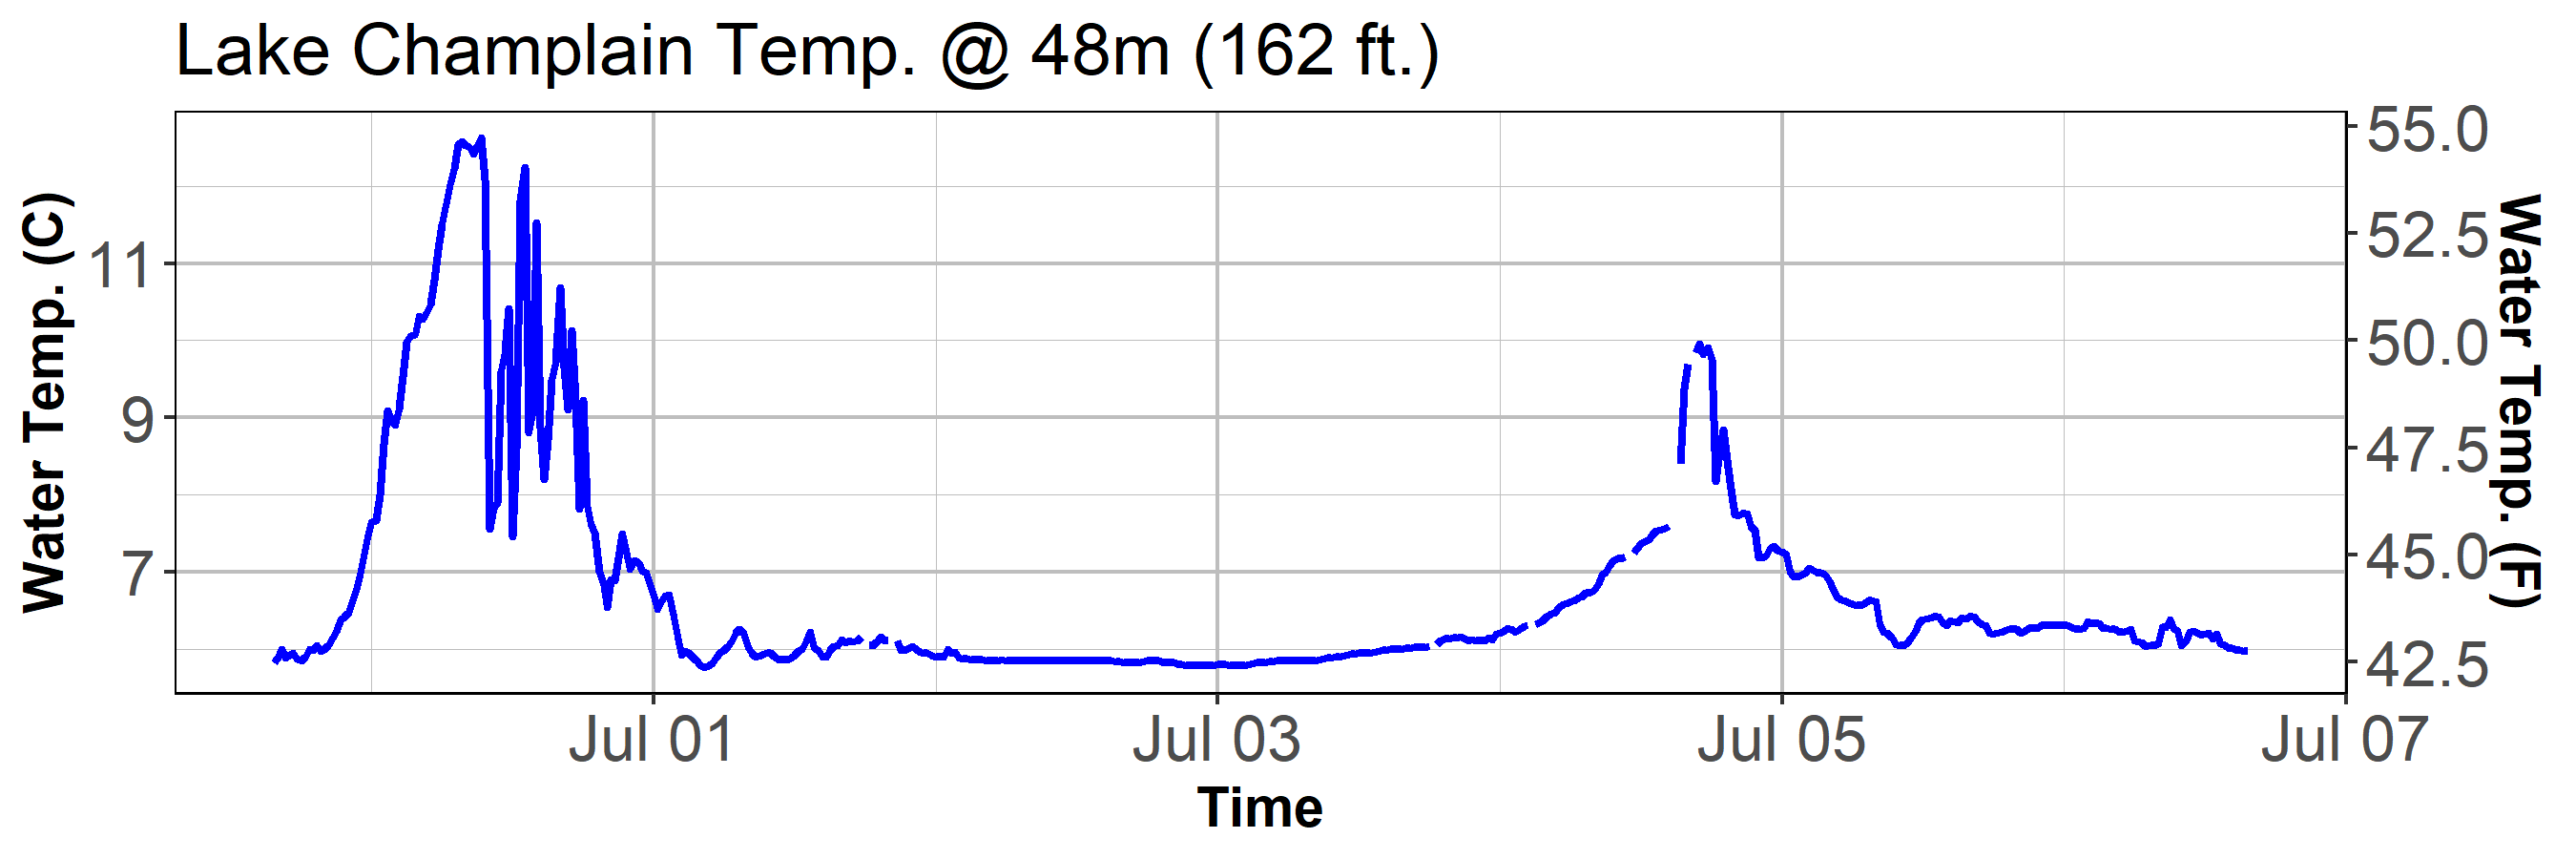 Lake Champlain Temp. @ 48m (162 ft.)
Water Temp. (C)
11
9
7
55.0
52.5
50.0
47.5
45.0
42.5
Water Temp. (F)
Jul 01 Jul 03 Jul 05 Jul 07
Time